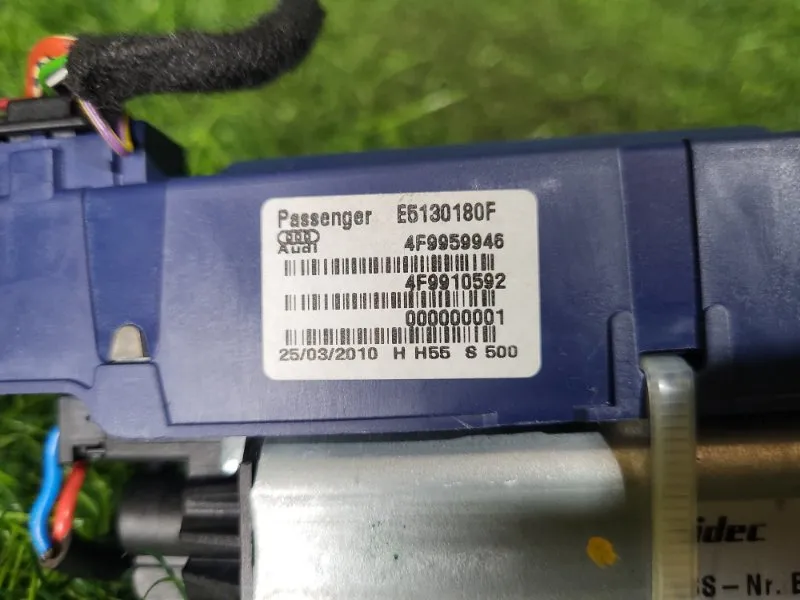 Passenger E5130180F
Audi
4F9959946
4F9910592
000000001
25/03/2010 H H55 S 500
idec
SS-Nr. E